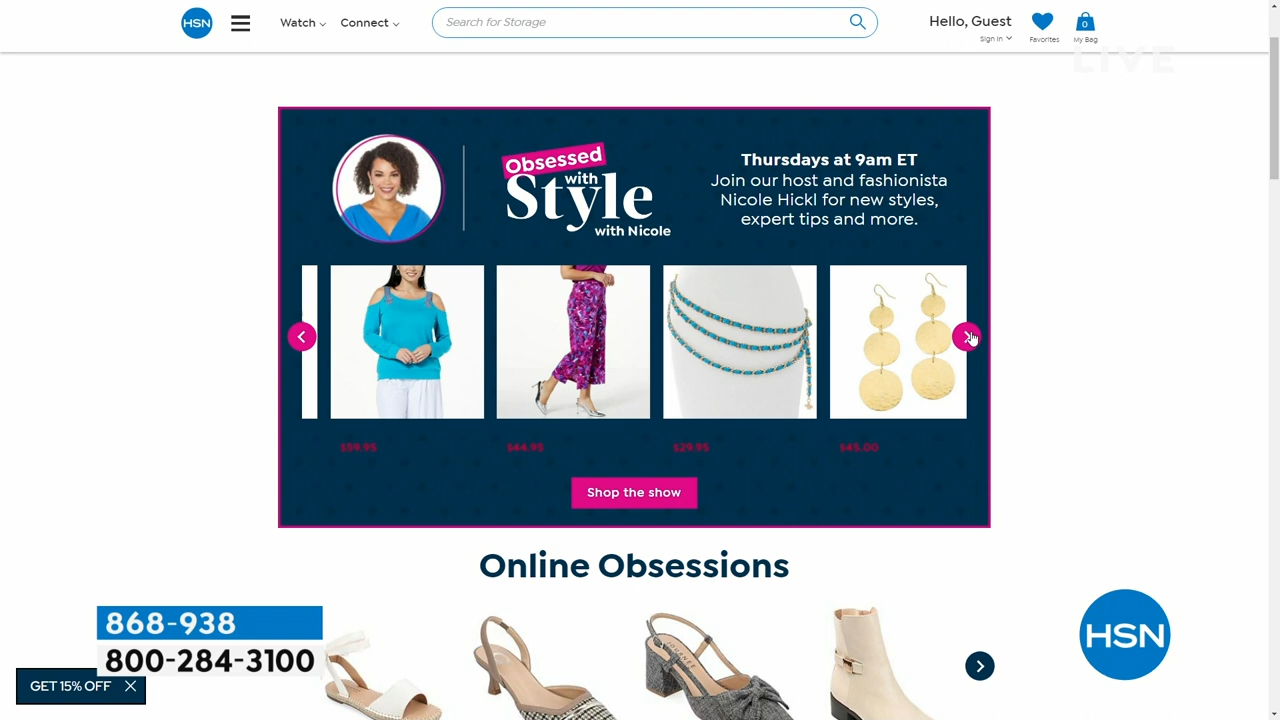 HSN
Watch
Connect
Search for Storage
Hello, Guest
Sign In
Favorites
0
My Bag
LIVE
Obsessed
with
Style
with Nicole
Thursdays at 9am ET
Join our host and fashionista
Nicole Hickl for new styles,
expert tips and more.
$59.95
$44.95
$29.95
$45.00
Shop the show
Online Obsessions
868-938
800-284-3100
GET 15% OFF
HSN